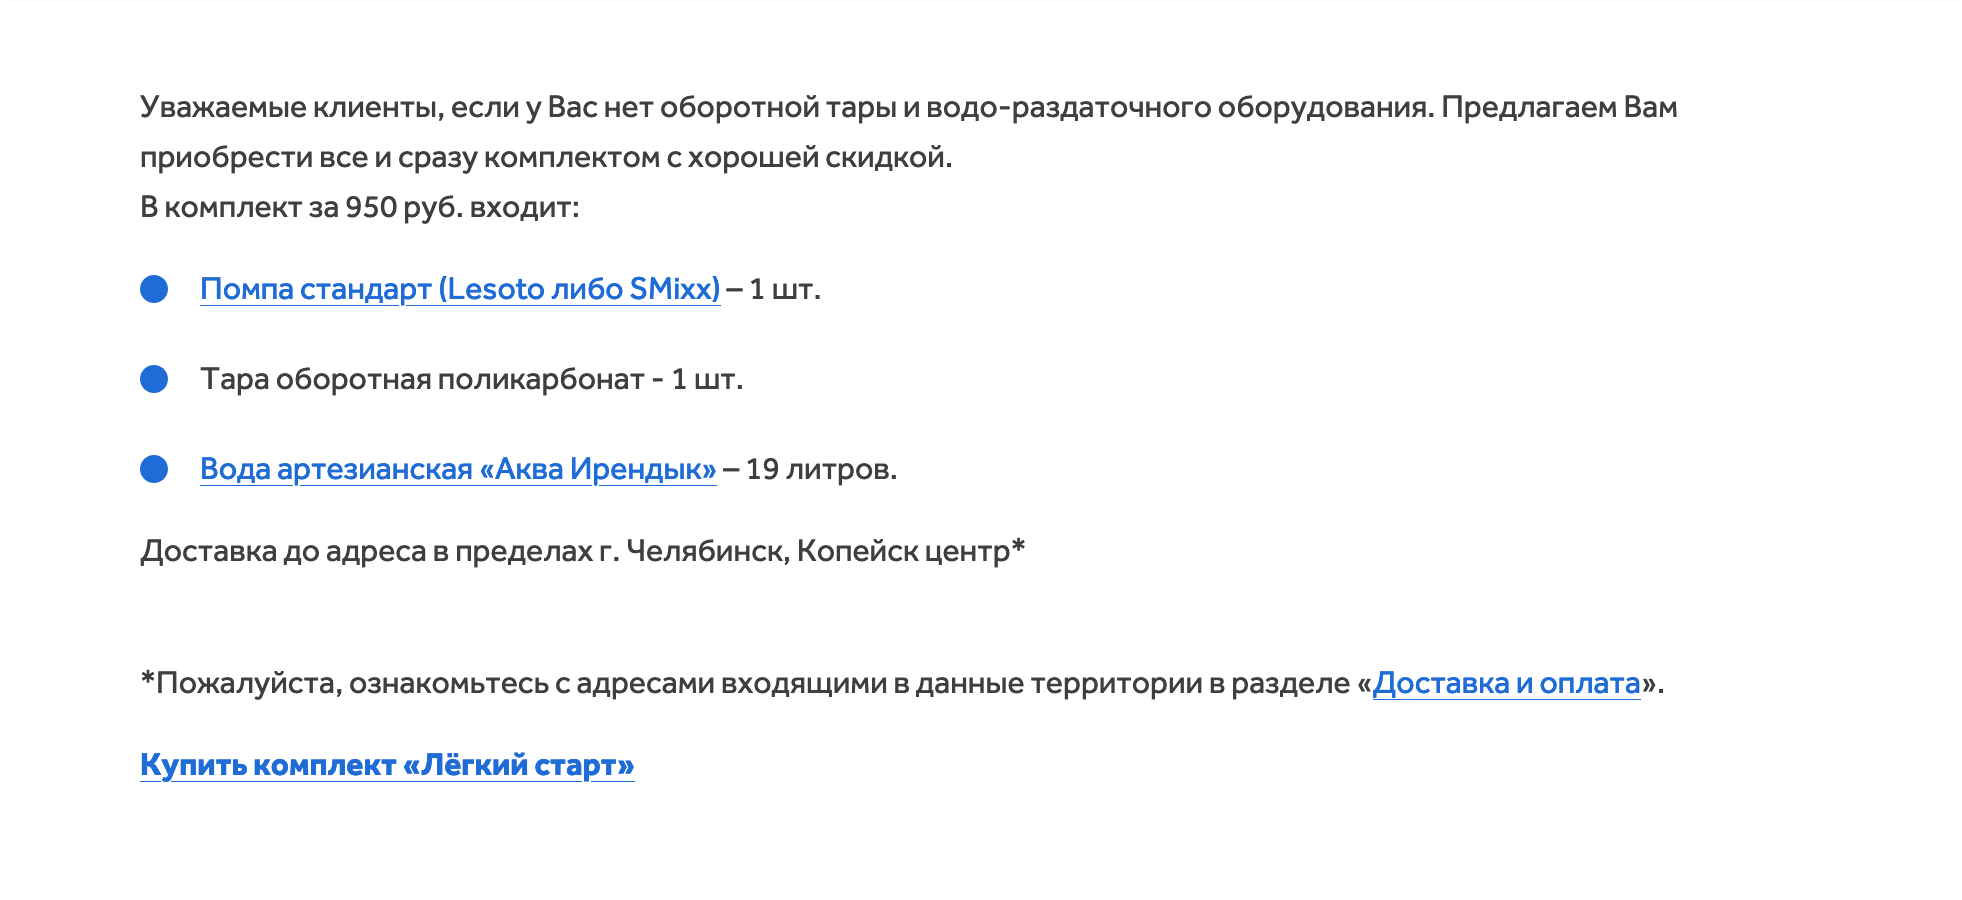 Уважаемые клиенты, если у Вас нет оборотной тары и водо-раздаточного оборудования. Предлагаем Вам
приобрести все и сразу комплектом с хорошей скидкой.
В комплект за 950 руб. входит:
Помпа стандарт (Lesoto либо SMixx) – 1 шт.
Тара оборотная поликарбонат - 1 шт.
Вода артезианская «Аква Ирендык» – 19 литров.
Доставка до адреса в пределах г. Челябинск, Копейск центр*
*Пожалуйста, ознакомьтесь с адресами входящими в данные территории в разделе «Доставка и оплата».
Купить комплект «Лёгкий старт»